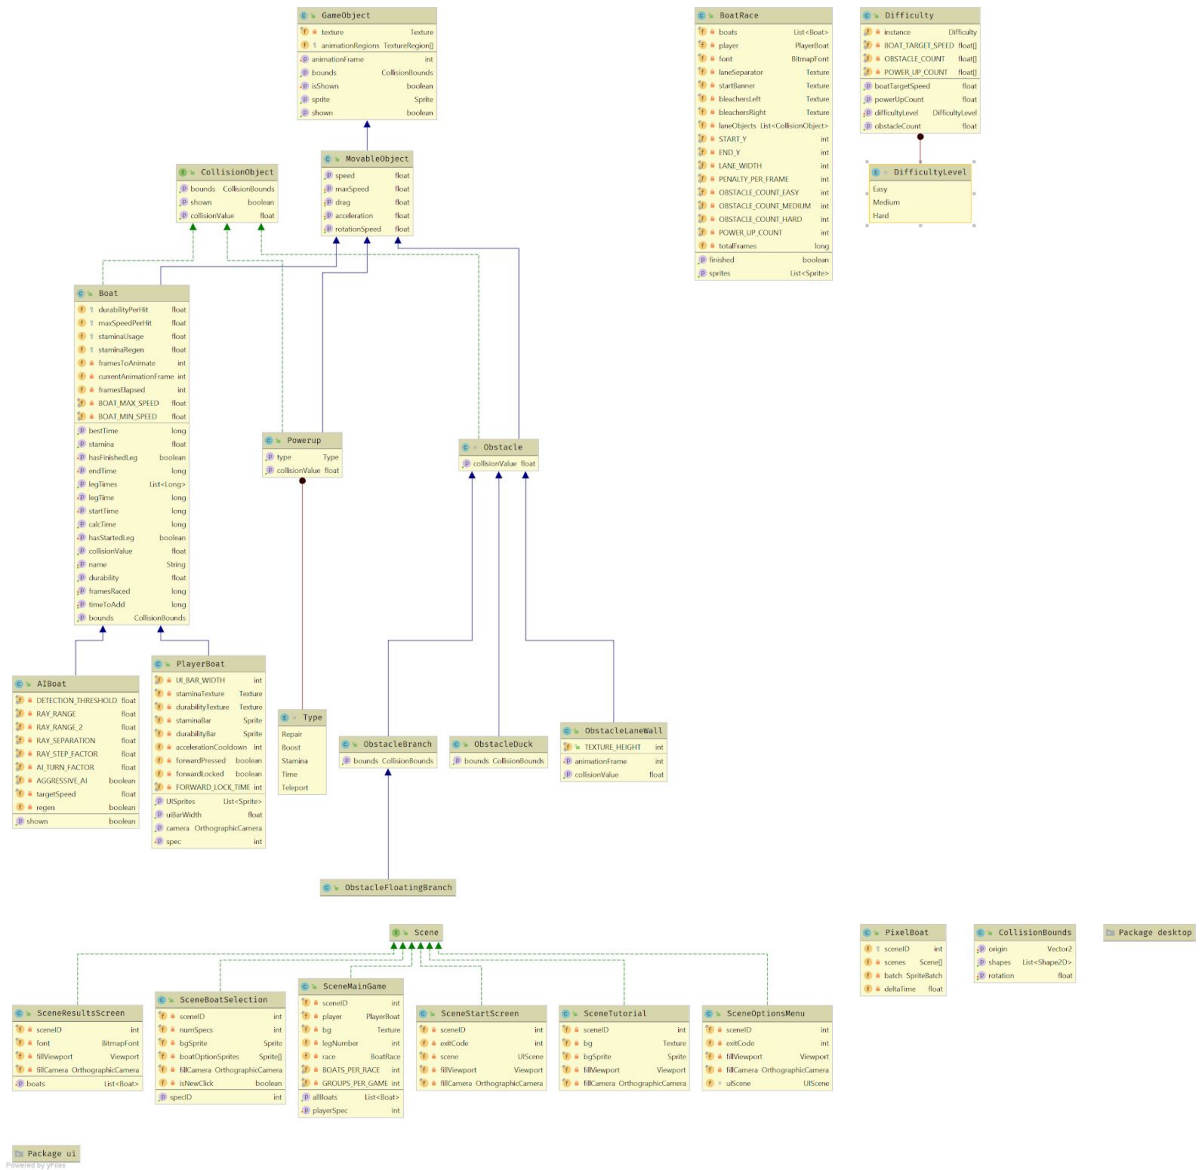 GameObject
texture Texture
animationRegions TextureRegion[]
animationFrame int
bounds CollisionBounds
isShown boolean
sprite Sprite
shown boolean
BoatRace
boats List<Boat>
player PlayerBoat
font BitmapFont
laneSeparator Texture
startBanner Texture
bleachersLeft Texture
bleachersRight Texture
laneObjects List<CollisionObject>
START_Y int
END_Y int
LANE_WIDTH int
PENALTY_PER_FRAME int
OBSTACLE_COUNT_EASY int
OBSTACLE_COUNT_MEDIUM int
OBSTACLE_COUNT_HARD int
POWER_UP_COUNT int
totalFrames long
finished boolean
sprites List<Sprite>
Difficulty
instance Difficulty
BOAT_TARGET_SPEED float[]
OBSTACLE_COUNT float[]
POWER_UP_COUNT float[]
boatTargetSpeed float
powerUpCount float
difficultyLevel DifficultyLevel
obstacleCount float
DifficultyLevel
Easy
Medium
Hard
CollisionObject
bounds CollisionBounds
shown boolean
collisionValue float
MovableObject
speed float
maxSpeed float
drag float
acceleration float
rotationSpeed float
Boat
durabilityPerHit float
maxSpeedPerHit float
staminaUsage float
staminaRegen float
framesToAnimate int
currentAnimationFrame int
framesElapsed int
BOAT_MAX_SPEED float
BOAT_MIN_SPEED float
bestTime long
stamina float
hasFinishedLeg boolean
endTime long
legTimes List<Long>
legTime long
startTime long
calcTime long
hasStartedLeg boolean
collisionValue float
name String
durability float
framesRaced long
timeToAdd long
bounds CollisionBounds
Powerup
type Type
collisionValue float
Obstacle
collisionValue float
AIBoat
DETECTION_THRESHOLD float
RAY_RANGE float
RAY_RANGE_2 float
RAY_SEPARATION float
RAY_STEP_FACTOR float
AI_TURN_FACTOR float
AGGRESSIVE_AI boolean
targetSpeed float
regen boolean
shown boolean
PlayerBoat
UI_BAR_WIDTH int
staminaTexture Texture
durabilityTexture Texture
staminaBar Sprite
durabilityBar Sprite
accelerationCooldown int
forwardPressed boolean
forwardLocked boolean
FORWARD_LOCK_TIME int
UISprites List<Sprite>
uiBarWidth float
camera OrthographicCamera
spec int
Type
Repair
Boost
Stamina
Time
Teleport
ObstacleBranch
bounds CollisionBounds
ObstacleDuck
bounds CollisionBounds
ObstacleLaneWall
TEXTURE_HEIGHT int
animationFrame int
collisionValue float
ObstacleFloatingBranch
Scene
SceneResultsScreen
sceneID int
font BitmapFont
fillViewport Viewport
fillCamera OrthographicCamera
boats List<Boat>
SceneBoatSelection
sceneID int
numSpecs int
bgSprite Sprite
boatOptionSprites Sprite[]
fillCamera OrthographicCamera
isNewClick boolean
specID int
SceneMainGame
sceneID int
player PlayerBoat
bg Texture
legNumber int
race BoatRace
BOATS_PER_RACE int
GROUPS_PER_GAME int
allBoats List<Boat>
playerSpec int
SceneStartScreen
sceneID int
exitCode int
scene UIScene
fillViewport Viewport
fillCamera OrthographicCamera
SceneTutorial
sceneID int
bg Texture
bgSprite Sprite
fillViewport Viewport
fillCamera OrthographicCamera
SceneOptionsMenu
sceneID int
exitCode int
fillViewport Viewport
fillCamera OrthographicCamera
uiScene UIScene
PixelBoat
sceneID int
scenes Scene[]
batch SpriteBatch
deltaTime float
CollisionBounds
origin Vector2
shapes List<Shape2D>
rotation float
Package desktop
Package ui
Powered by yFiles